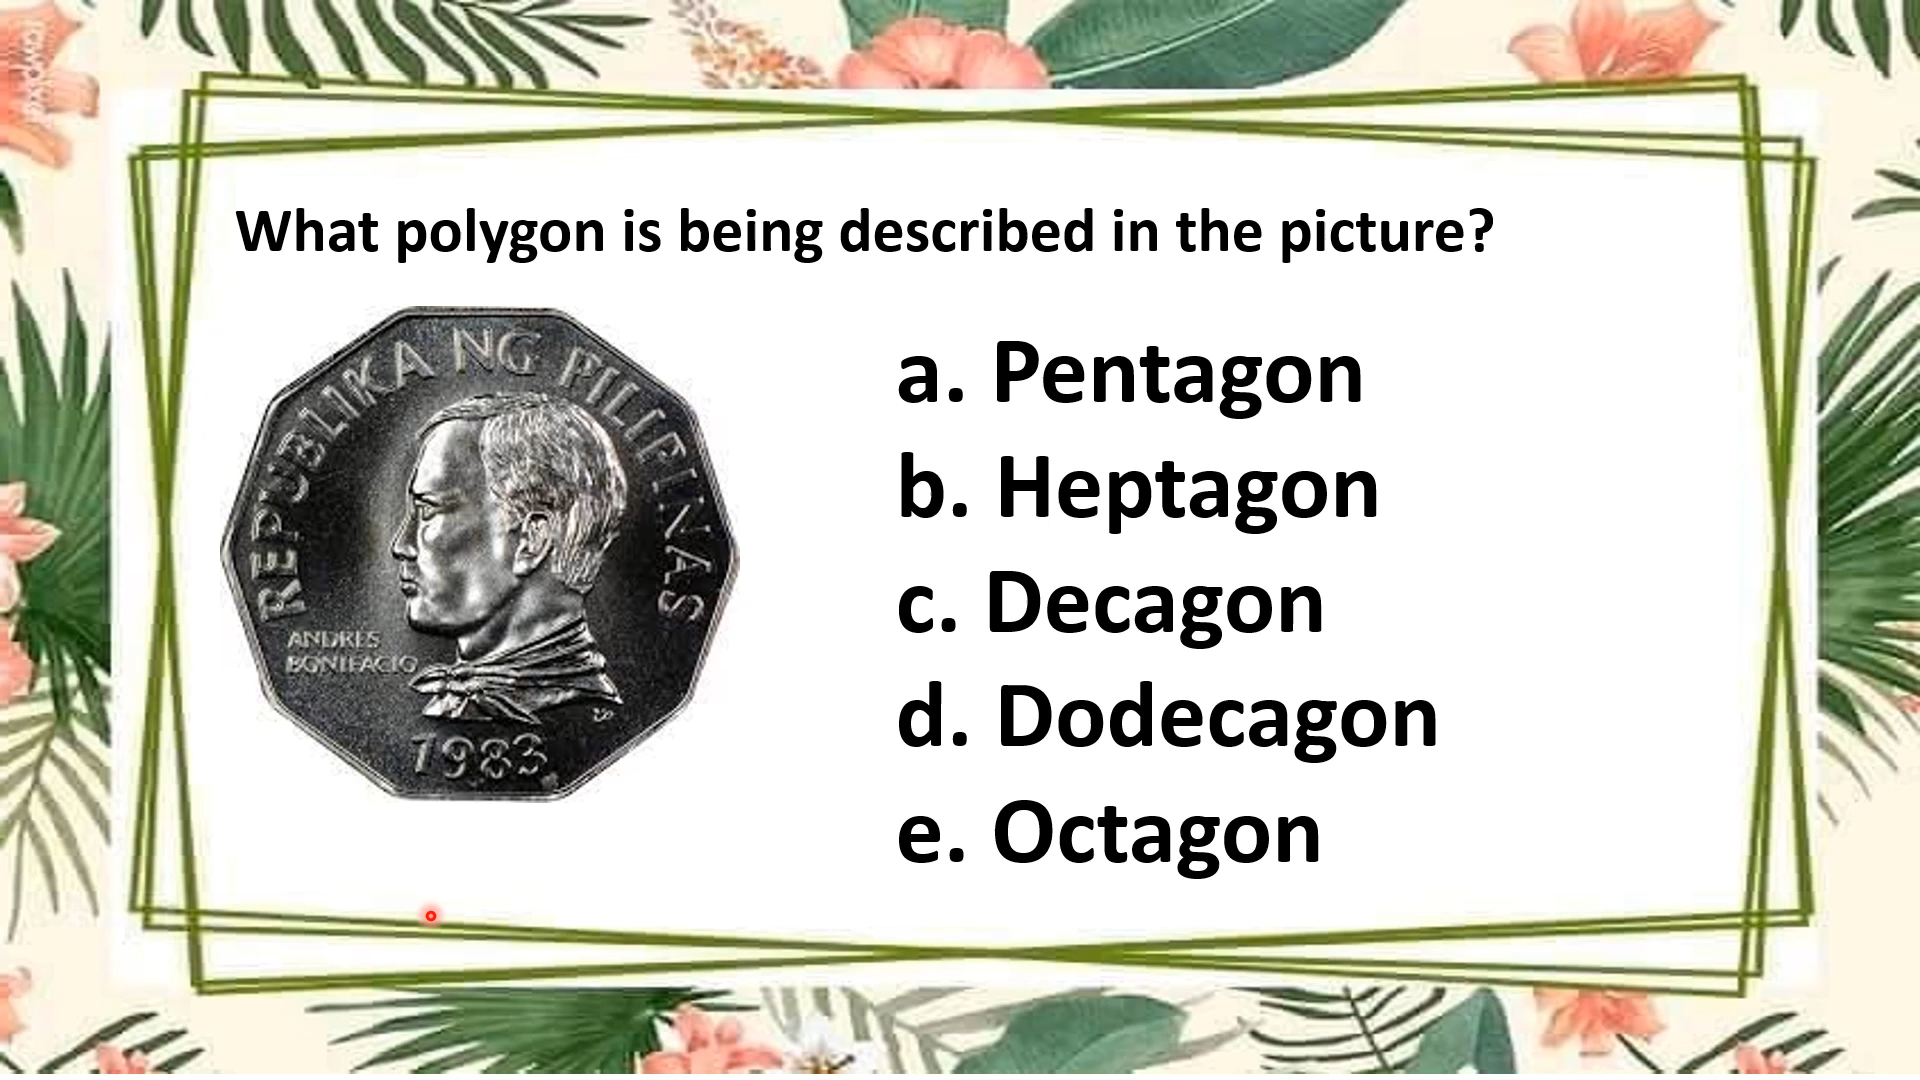 What polygon is being described in the picture?
REPUBLIKA NG PILIPINAS
ANDRES
BONIFACIO
1983
a. Pentagon
b. Heptagon
c. Decagon
d. Dodecagon
e. Octagon